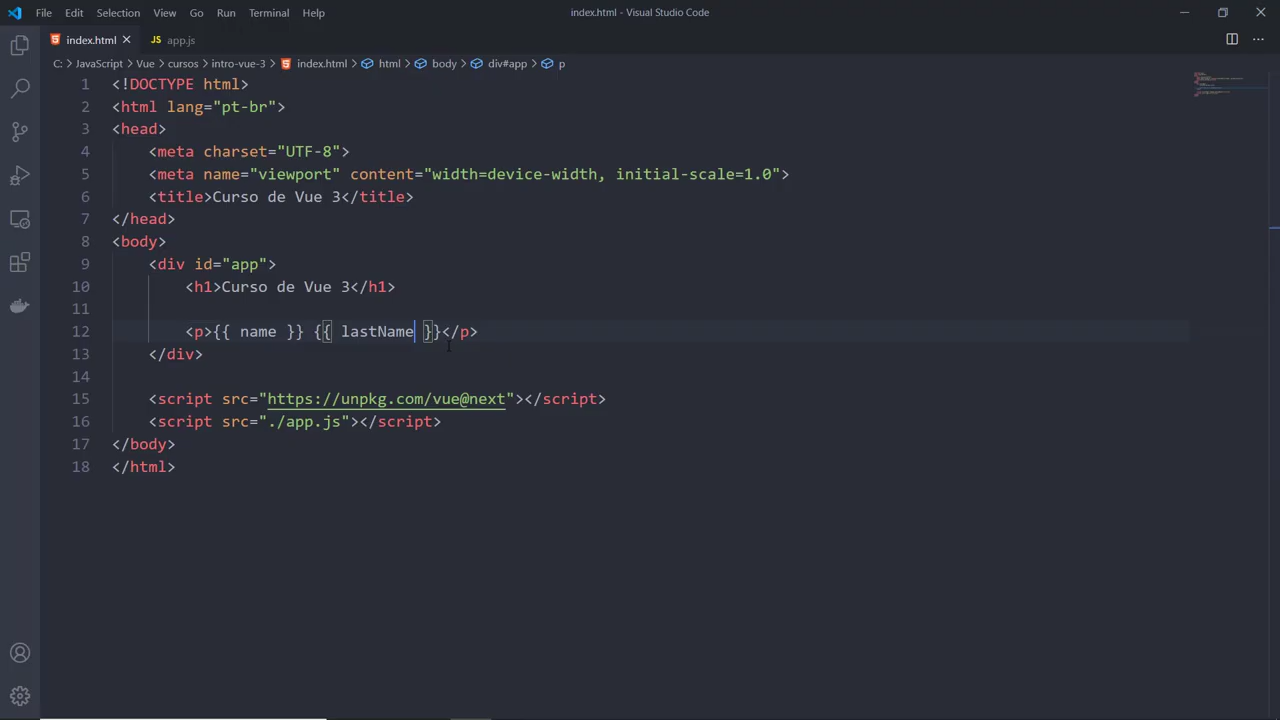 File Edit Selection View Go Run Terminal Help index.html - Visual Studio Code
index.html JS app.js
C: > JavaScript > Vue > cursos > intro-vue-3 > index.html > html > body > div#app > p
1 <!DOCTYPE html>
2 <html lang="pt-br">
3 <head>
4 <meta charset="UTF-8">
5 <meta name="viewport" content="width=device-width, initial-scale=1.0">
6 <title>Curso de Vue 3</title>
7 </head>
8 <body>
9 <div id="app">
10 <h1>Curso de Vue 3</h1>
11
12 <p>{{ name }} {{ lastName }}</p>
13 </div>
14
15 <script src="https://unpkg.com/vue@next"></script>
16 <script src="./app.js"></script>
17 </body>
18 </html>